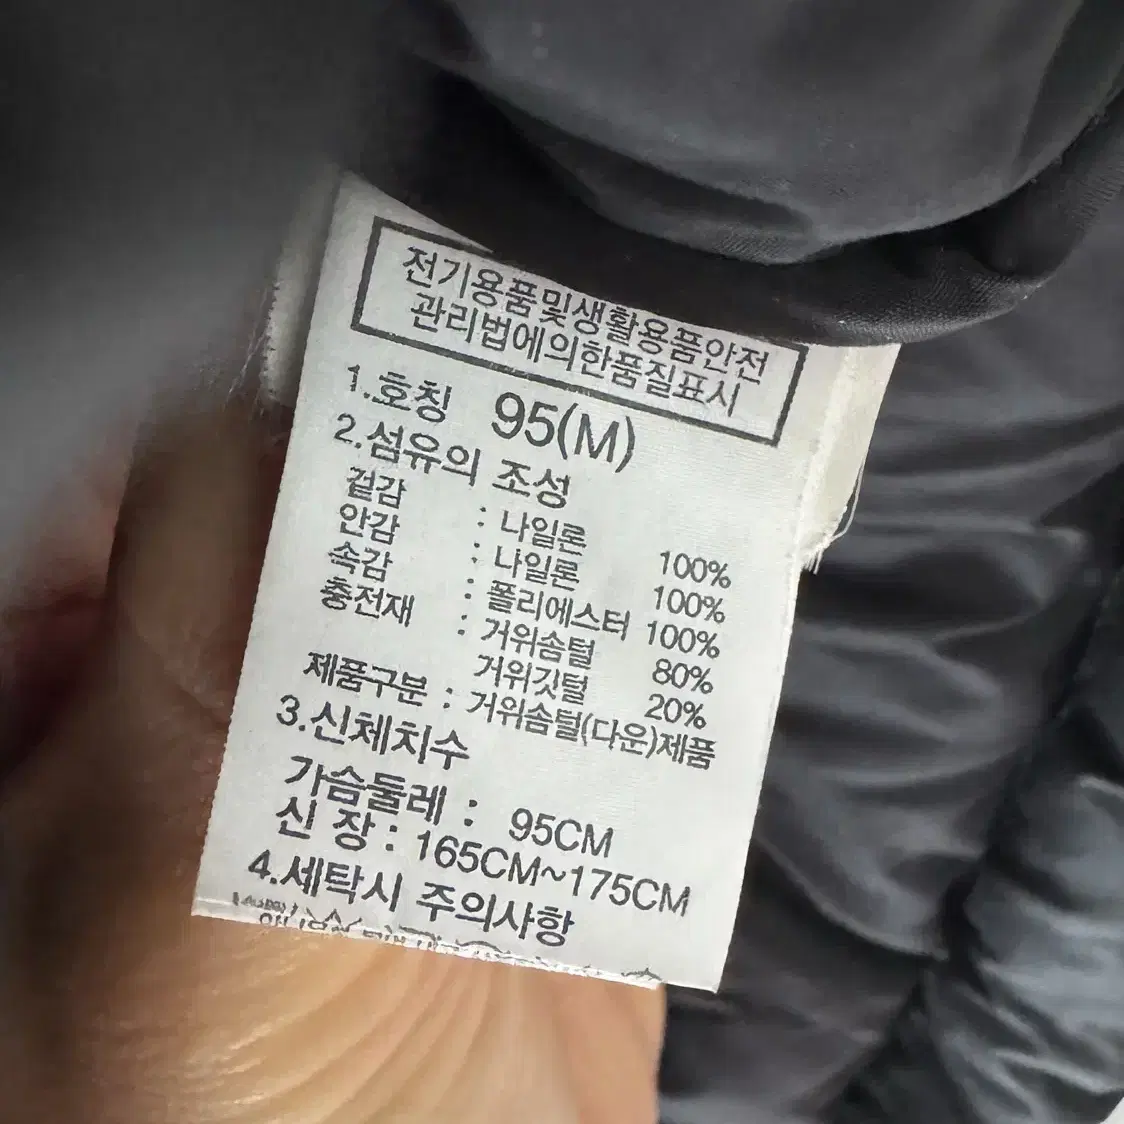 전기용품및생활용품안전
관리법에의한품질표시
1.호칭 95(M)
2.섬유의 조성
겉감 : 나일론 100%
안감 : 나일론 100%
속감 : 폴리에스터 100%
충전재 : 거위솜털 80%
거위깃털 20%
제품구분 : 거위솜털(다운)제품
3.신체치수
가슴둘레 : 95CM
신 장 : 165CM~175CM
4.세탁시 주의사항